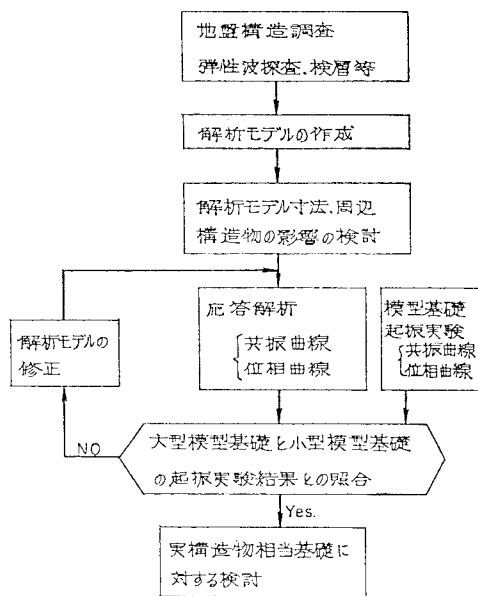 地盤構造調査
弾性波探査、検層等
解析モデルの作成
解析モデル寸法、周辺
構造物の影響の検討
応答解析
共振曲線
位相曲線
模型基礎
起振実験
共振曲線
位相曲線
解析モデルの
修正
NO
大型模型基礎と小型模型基礎
の起振実験結果との照合
Yes.
実構造物相当基礎に
対する検討